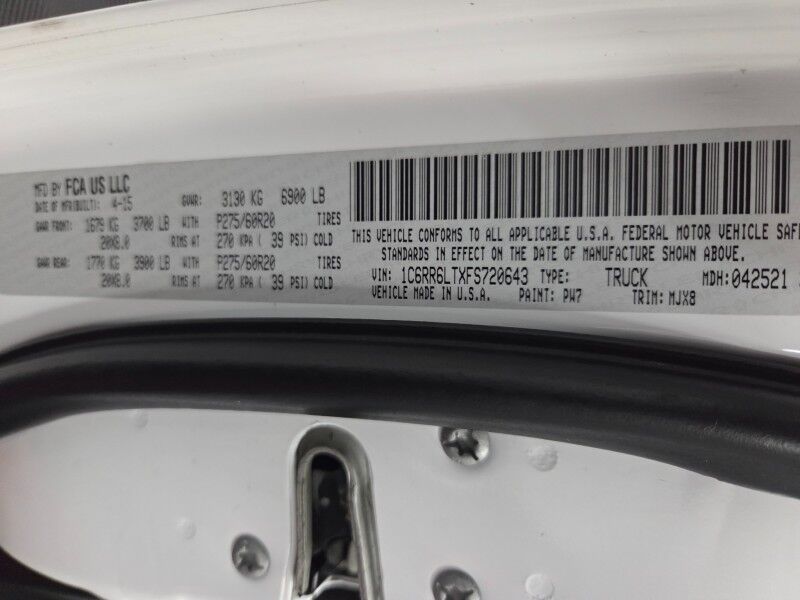 MFD BY FCA US LLC
DATE OF MFR(BUILT): 4-15 GVWR: 3130 KG 6900 LB
GAWR FRONT: 1679 KG 3700 LB WITH P275/60R20 TIRES
20X8.0 RIMS AT 270 KPA ( 39 PSI) COLD
GAWR REAR: 1770 KG 3900 LB WITH P275/60R20 TIRES
20X8.0 RIMS AT 270 KPA ( 39 PSI) COLD
THIS VEHICLE CONFORMS TO ALL APPLICABLE U.S.A. FEDERAL MOTOR VEHICLE SAFE
STANDARDS IN EFFECT ON THE DATE OF MANUFACTURE SHOWN ABOVE.
VIN: 1C6RR6LTXFS720643 TYPE: TRUCK MDH: 042521
VEHICLE MADE IN U.S.A. PAINT: PW7 TRIM: MJX8